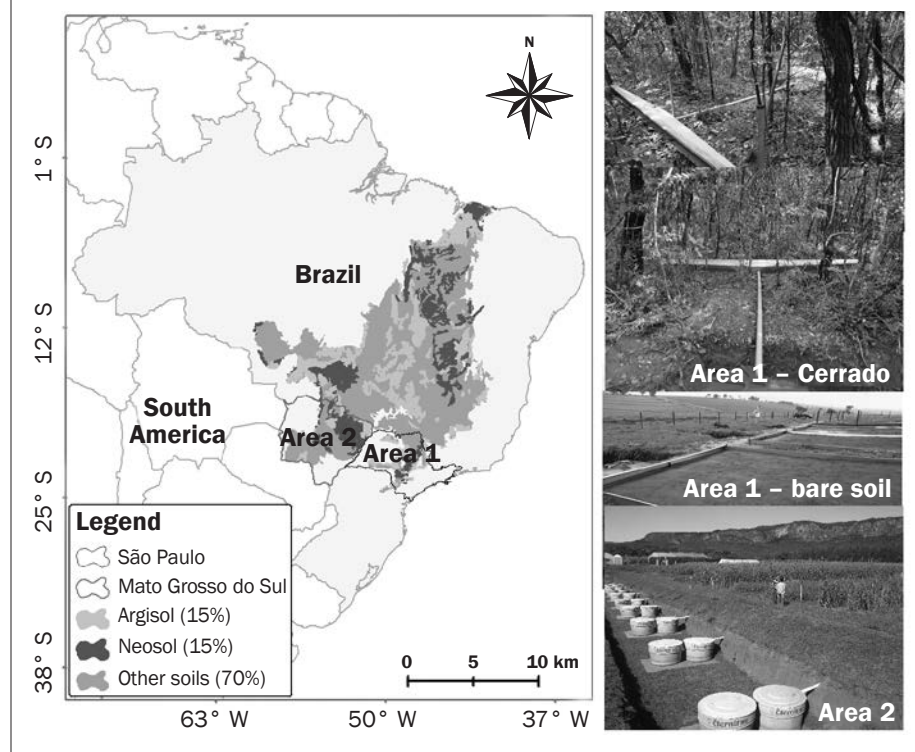 N
1° S
12° S
25° S
38° S
Brazil
South
America
Area 2
Area 1
Legend
São Paulo
Mato Grosso do Sul
Argisol (15%)
Neosol (15%)
Other soils (70%)
0 5 10 km
63° W 50° W 37° W
Area 1 – Cerrado
Area 1 – bare soil
Area 2